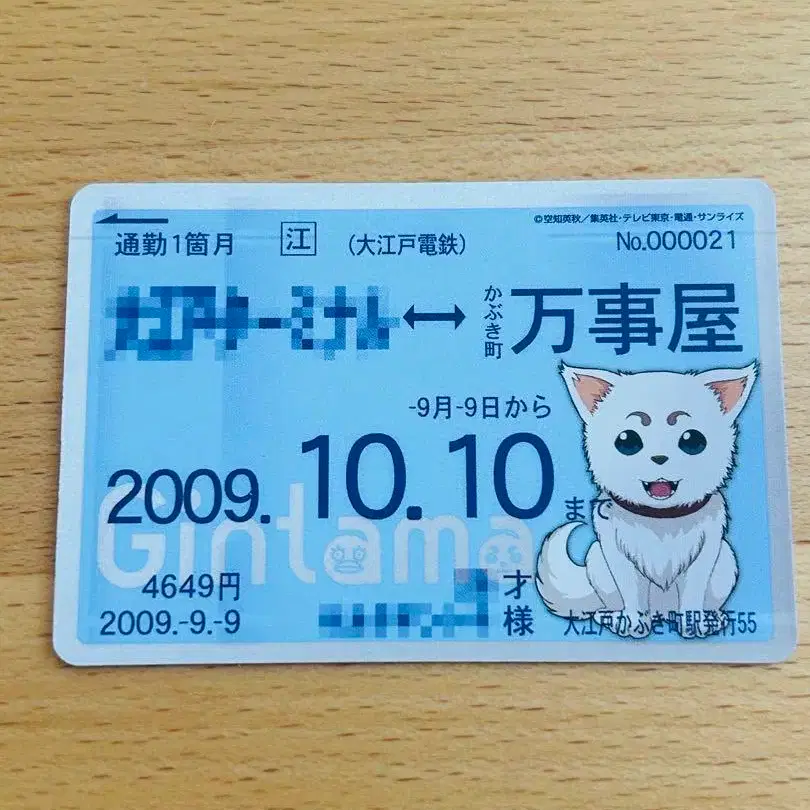 ©空知英秋／集英社・テレビ東京・電通・サンライズ
通勤1箇月 江 (大江戸電鉄) No.000021
↔ かぶき町 万事屋
-9月-9日から
2009.10.10まで
Gintama
4649円
才
2009.-9.-9 様 大江戸かぶき町駅発行55